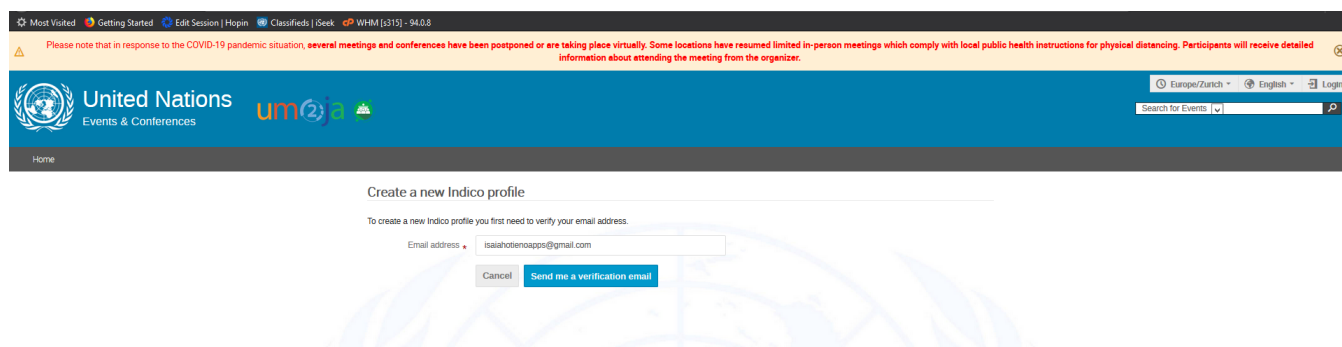 Most Visited Getting Started Edit Session | Hopin Classifieds | iSeek WHM [s315] - 94.0.8
Please note that in response to the COVID-19 pandemic situation, several meetings and conferences have been postponed or are taking place virtually. Some locations have resumed limited in-person meetings which comply with local public health instructions for physical distancing. Participants will receive detailed
information about attending the meeting from the organizer.
Europe/Zurich English Login
United Nations
Events & Conferences
um2ja
Search for Events
Home
Create a new Indico profile
To create a new Indico profile you first need to verify your email address.
Email address * isaiahotienoapps@gmail.com
Cancel Send me a verification email